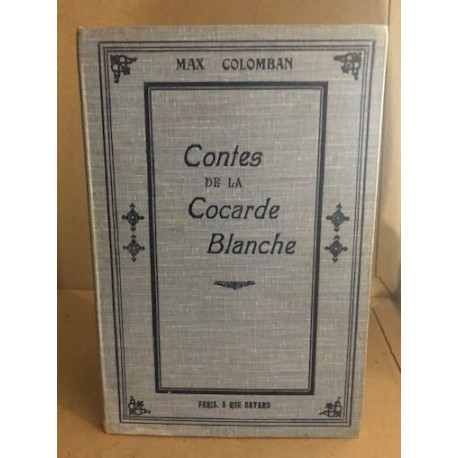 MAX COLOMBAN
Contes
DE LA
Cocarde
Blanche
PARIS, 5 RUE BAYARD